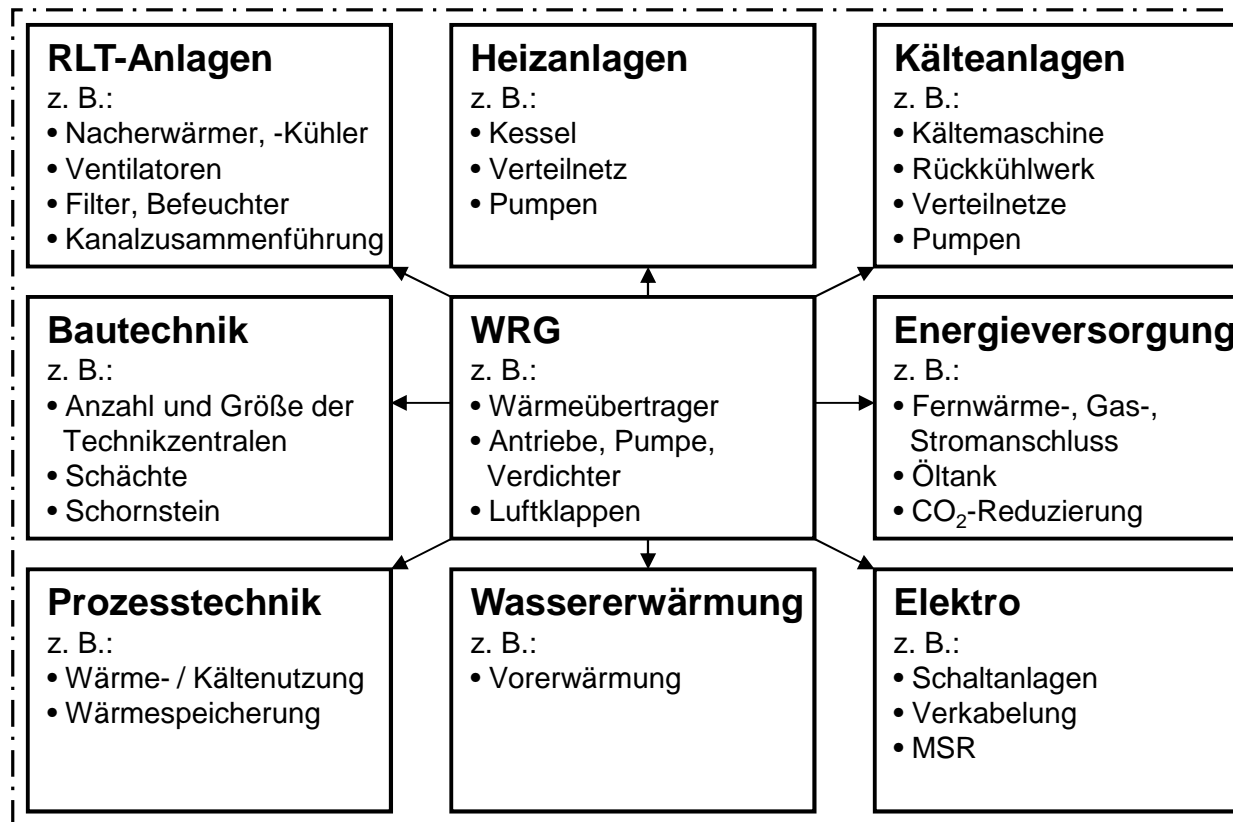 RLT-Anlagen
z. B.:
• Nacherwärmer, -Kühler
• Ventilatoren
• Filter, Befeuchter
• Kanalzusammenführung
Heizanlagen
z. B.:
• Kessel
• Verteilnetz
• Pumpen
Kälteanlagen
z. B.:
• Kältemaschine
• Rückkühlwerk
• Verteilnetze
• Pumpen
Bautechnik
z. B.:
• Anzahl und Größe der
Technikzentralen
• Schächte
• Schornstein
WRG
z. B.:
• Wärmeübertrager
• Antriebe, Pumpe,
Verdichter
• Luftklappen
Energieversorgung
z. B.:
• Fernwärme-, Gas-,
Stromanschluss
• Öltank
• CO₂-Reduzierung
Prozesstechnik
z. B.:
• Wärme- / Kältenutzung
• Wärmespeicherung
Wassererwärmung
z. B.:
• Vorerwärmung
Elektro
z. B.:
• Schaltanlagen
• Verkabelung
• MSR